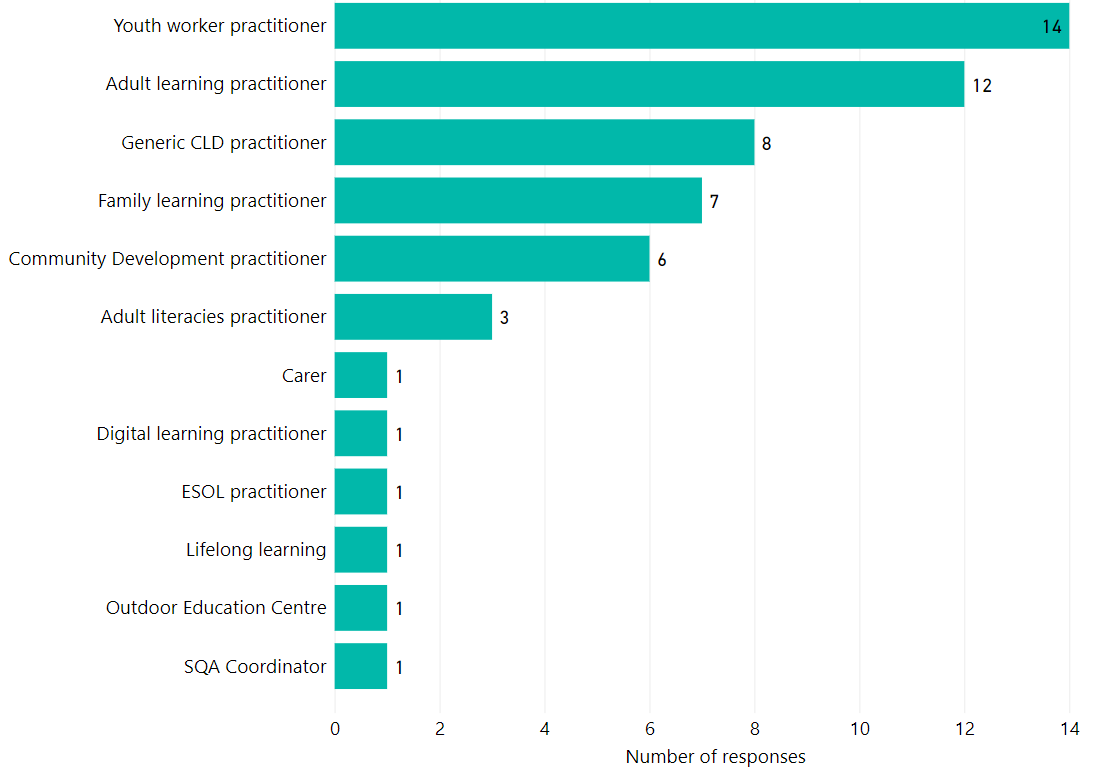 Youth worker practitioner 14
Adult learning practitioner 12
Generic CLD practitioner 8
Family learning practitioner 7
Community Development practitioner 6
Adult literacies practitioner 3
Carer 1
Digital learning practitioner 1
ESOL practitioner 1
Lifelong learning 1
Outdoor Education Centre 1
SQA Coordinator 1
0 2 4 6 8 10 12 14
Number of responses